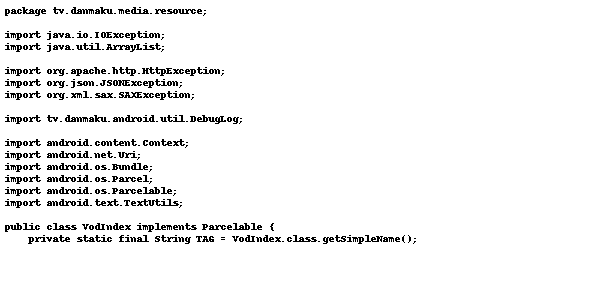 package tv.danmaku.media.resource;
import java.io.IOException;
import java.util.ArrayList;
import org.apache.http.HttpException;
import org.json.JSONException;
import org.xml.sax.SAXException;
import tv.danmaku.android.util.DebugLog;
import android.content.Context;
import android.net.Uri;
import android.os.Bundle;
import android.os.Parcel;
import android.os.Parcelable;
import android.text.TextUtils;
public class VodIndex implements Parcelable {
    private static final String TAG = VodIndex.class.getSimpleName();